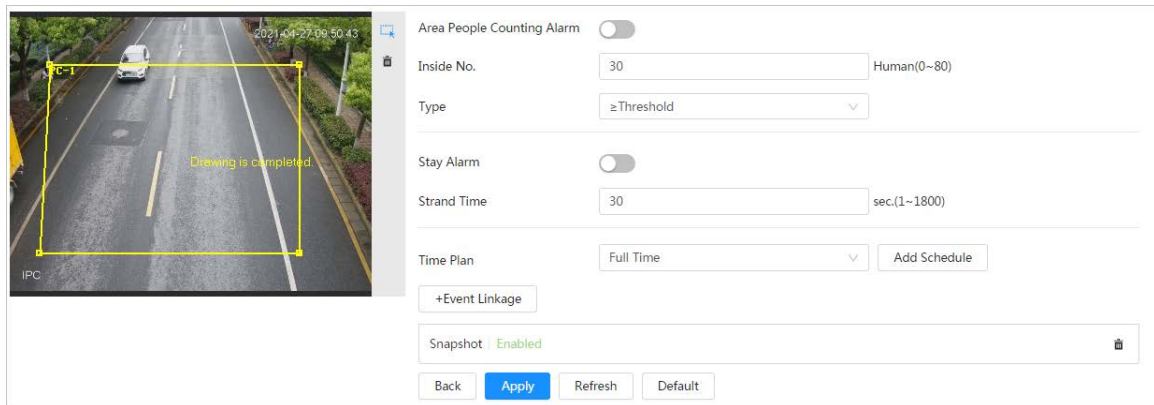 2021-04-27 09:50:43
PC-1
Drawing is completed.
IPC
Area People Counting Alarm
Inside No. 30 Human(0~80)
Type ≥Threshold
Stay Alarm
Strand Time 30 sec.(1~1800)
Time Plan Full Time Add Schedule
+Event Linkage
Snapshot Enabled
Back Apply Refresh Default